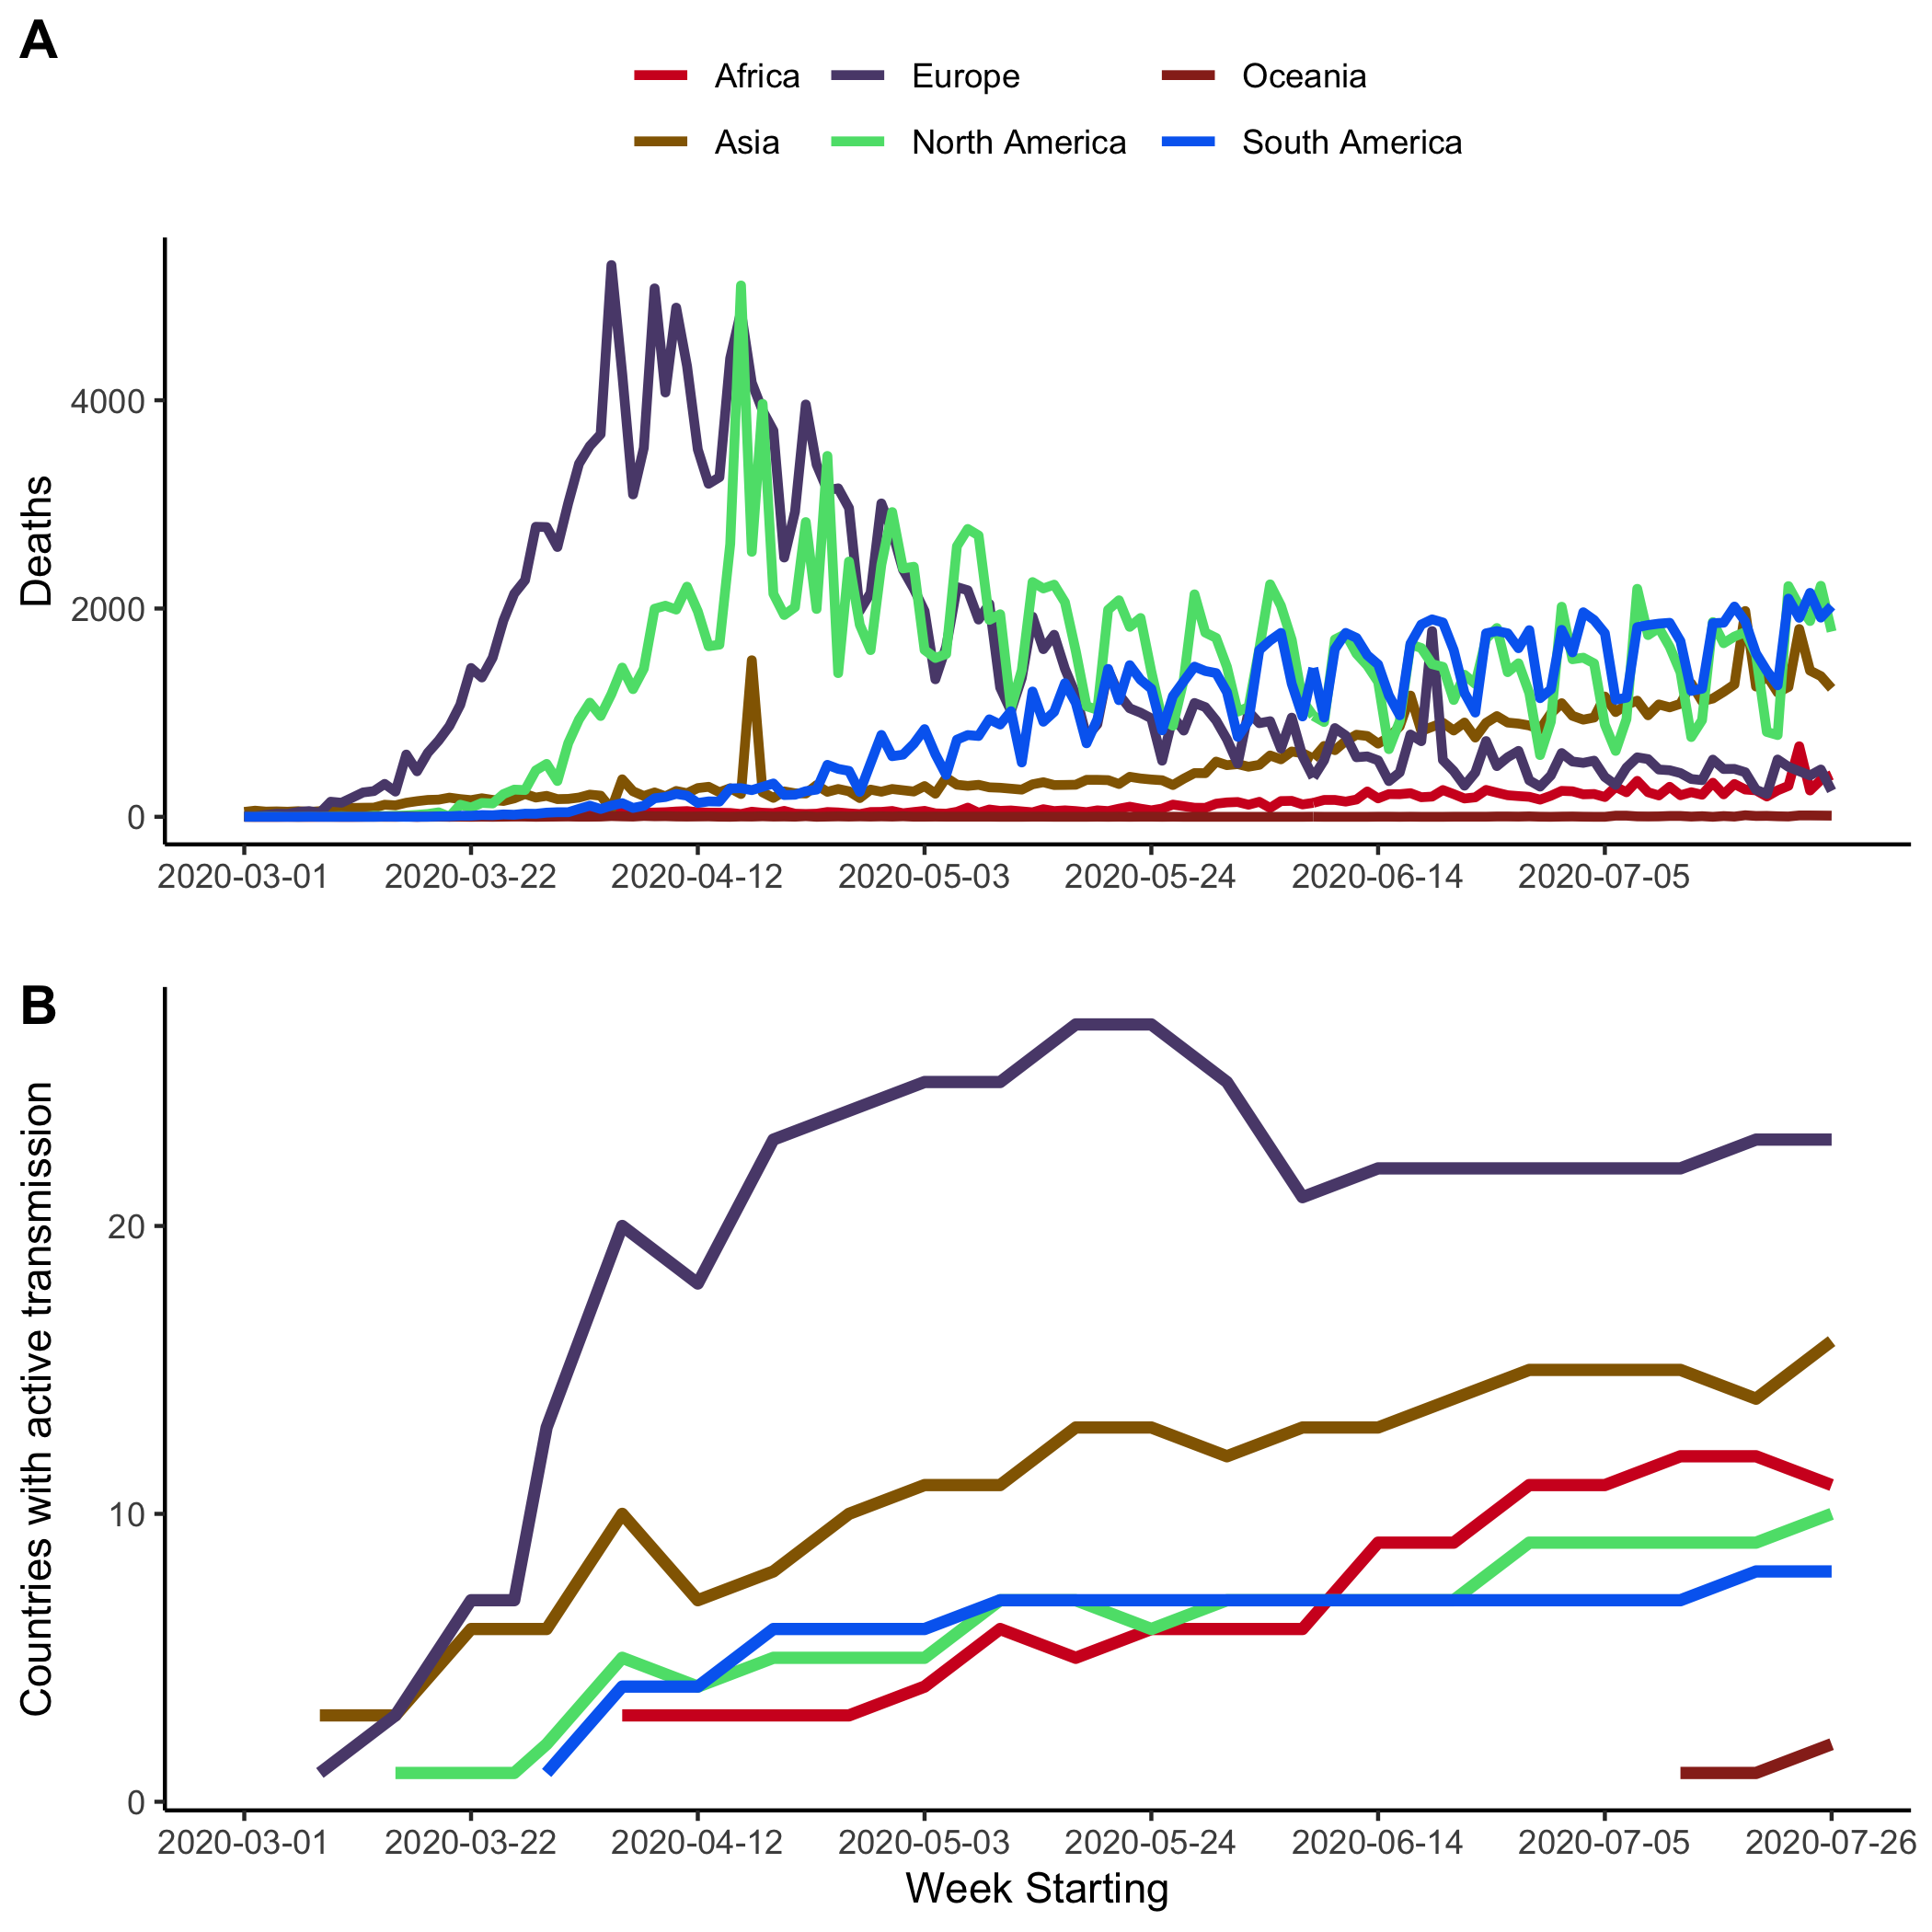 A
Africa Europe Oceania
Asia North America South America
Deaths
4000
2000
0
2020-03-01 2020-03-22 2020-04-12 2020-05-03 2020-05-24 2020-06-14 2020-07-05
B
Countries with active transmission
20
10
0
2020-03-01 2020-03-22 2020-04-12 2020-05-03 2020-05-24 2020-06-14 2020-07-05 2020-07-26
Week Starting